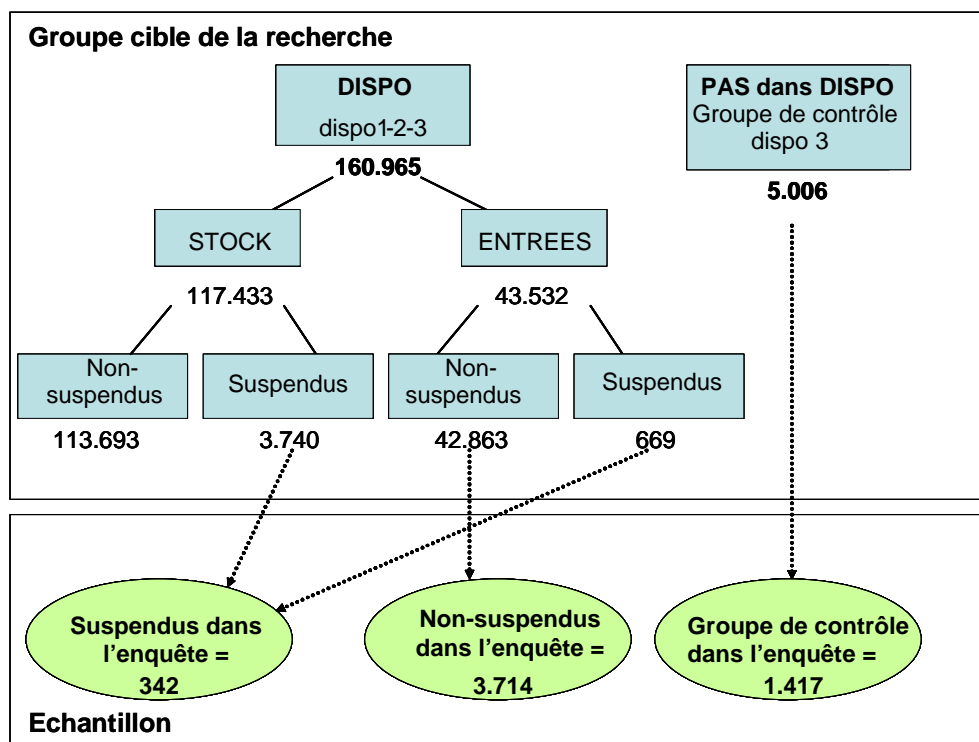 Groupe cible de la recherche
DISPO
dispo1-2-3
160.965
PAS dans DISPO
Groupe de contrôle
dispo 3
5.006
STOCK
117.433
ENTREES
43.532
Non-
suspendus
113.693
Suspendus
3.740
Non-
suspendus
42.863
Suspendus
669
Suspendus dans
l'enquête =
342
Non-suspendus
dans l'enquête =
3.714
Groupe de contrôle
dans l'enquête =
1.417
Echantillon